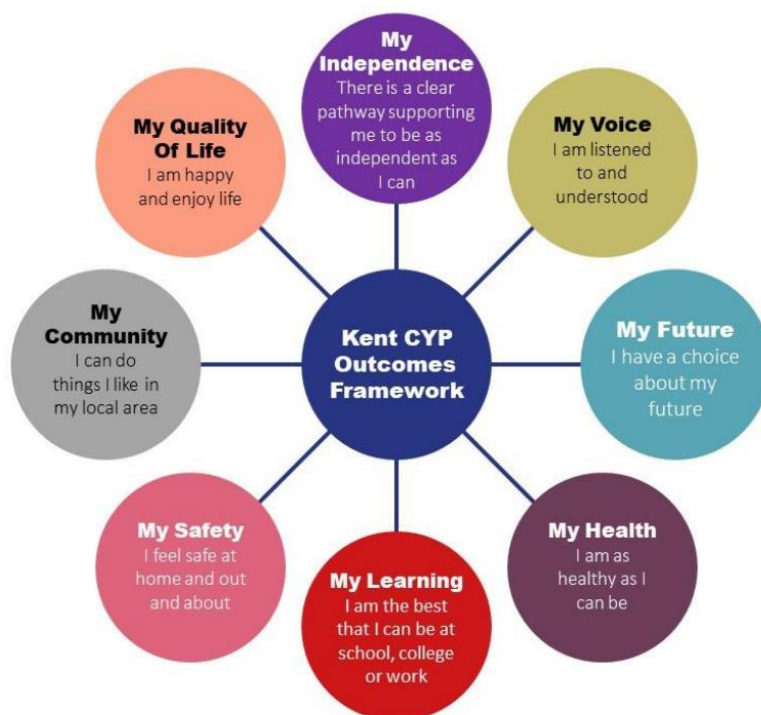 My
Independence
There is a clear
pathway supporting
me to be as
independent as
I can
My Voice
I am listened
to and
understood
My Future
I have a choice
about my
future
My Health
I am as
healthy as I
can be
My Learning
I am the best
that I can be at
school, college
or work
My Safety
I feel safe at
home and out
and about
My
Community
I can do
things I like in
my local area
My Quality
Of Life
I am happy
and enjoy life
Kent CYP
Outcomes
Framework